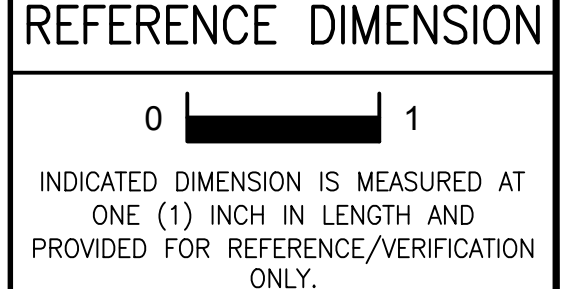 REFERENCE DIMENSION
0 1
INDICATED DIMENSION IS MEASURED AT
ONE (1) INCH IN LENGTH AND
PROVIDED FOR REFERENCE/VERIFICATION
ONLY.